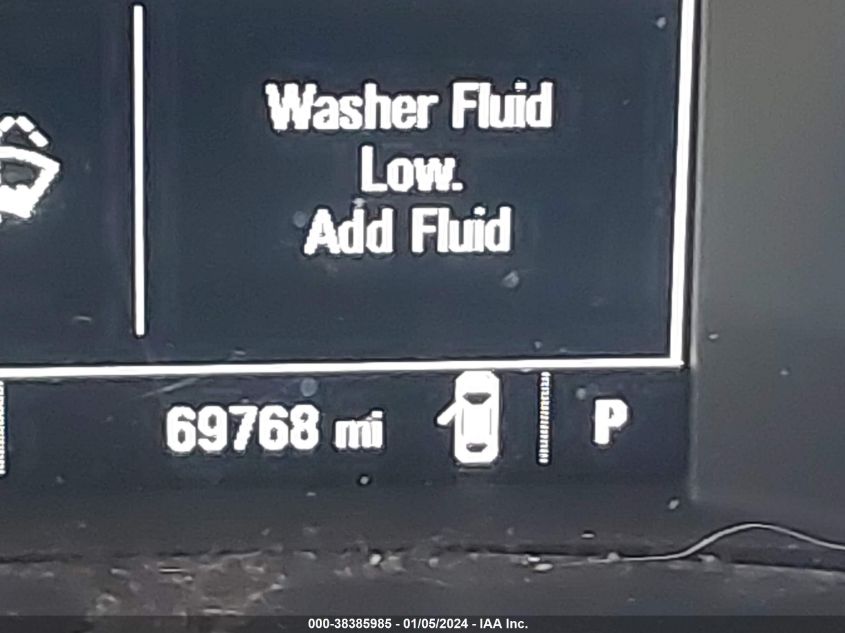 Washer Fluid
Low.
Add Fluid
69768 mi
P
000-38385985 - 01/05/2024 - IAA Inc.